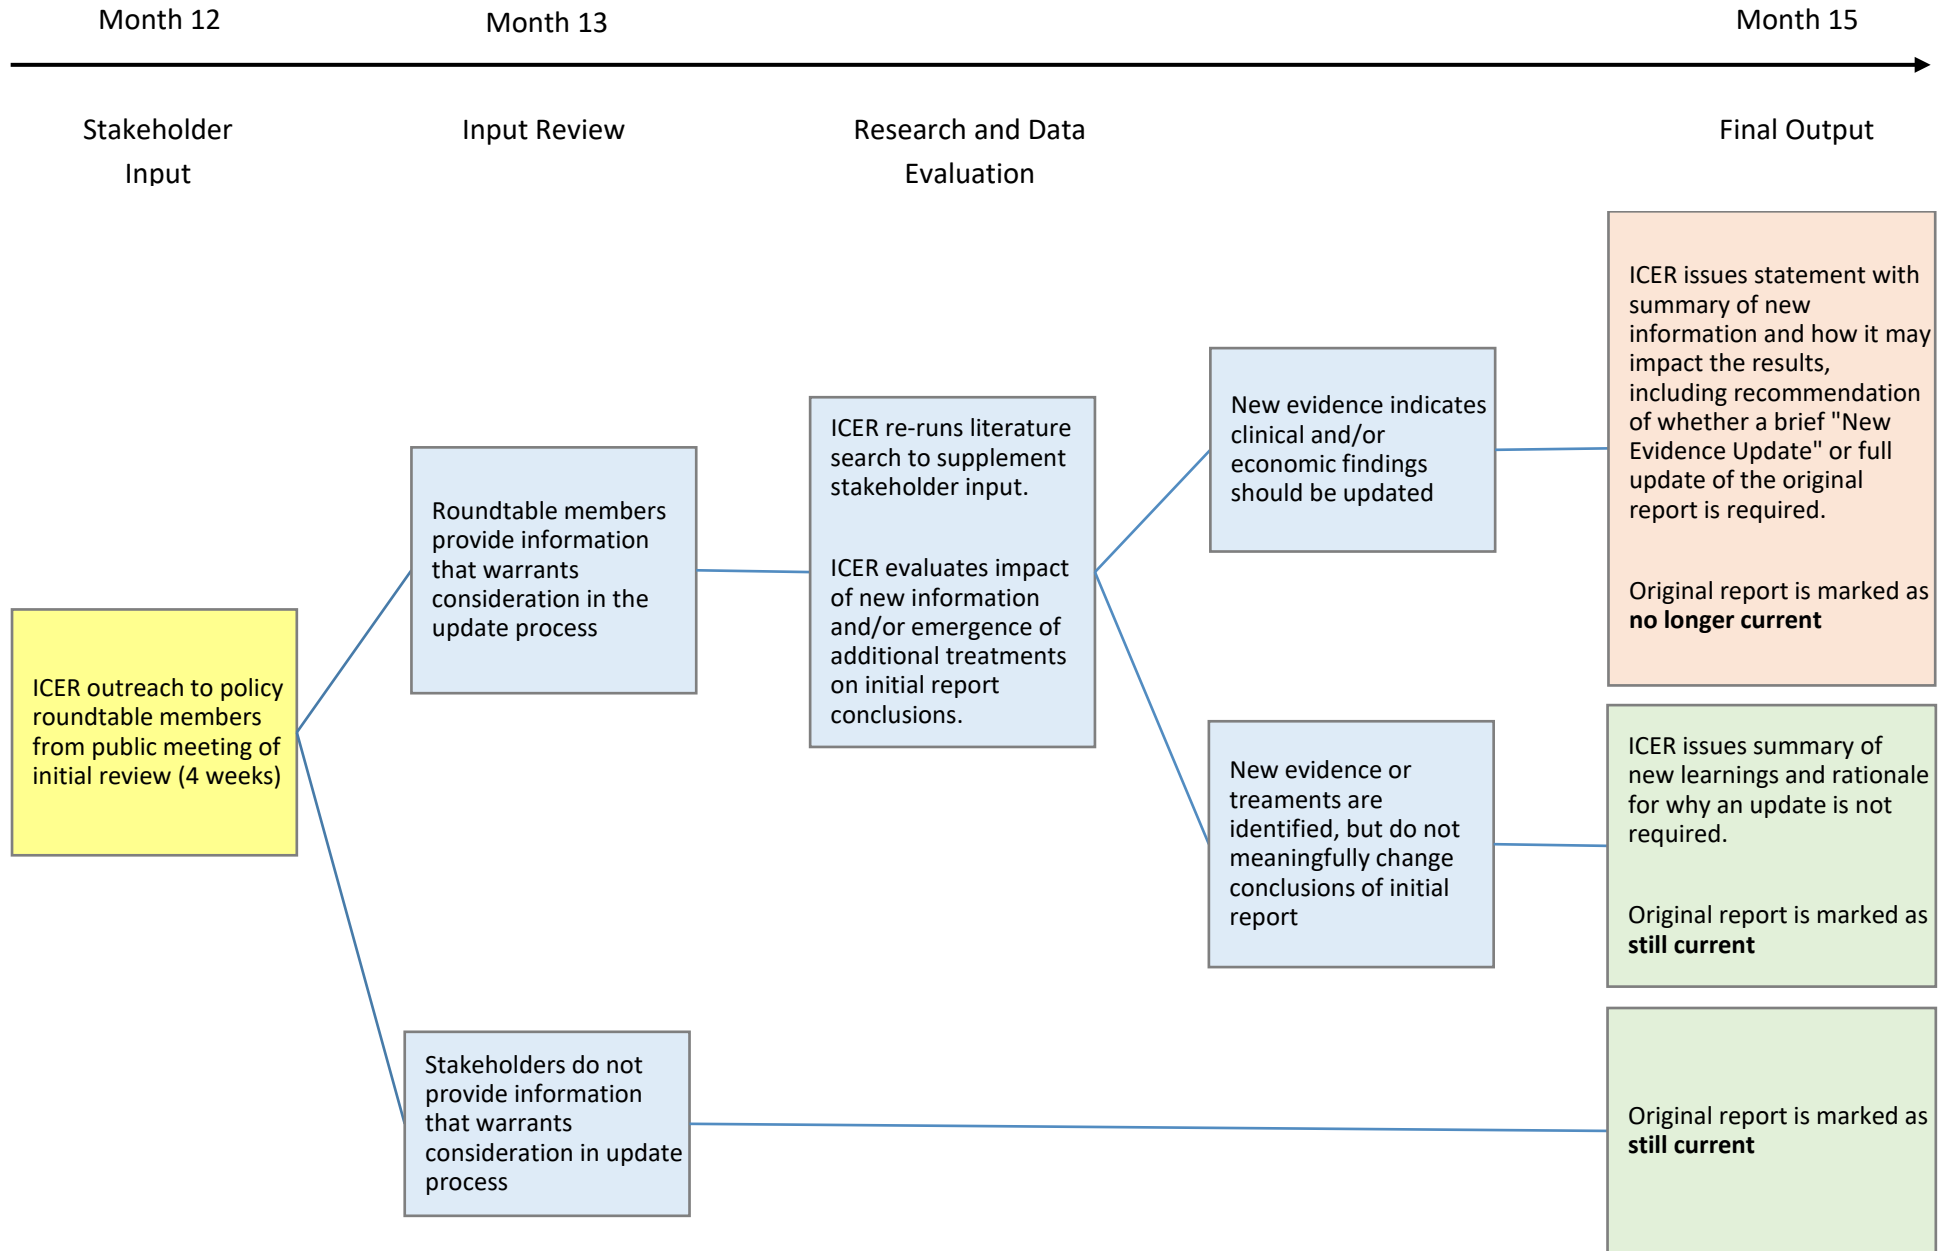 Month 12
Month 13
Month 15
Stakeholder
Input
Input Review
Research and Data
Evaluation
Final Output
ICER outreach to policy
roundtable members
from public meeting of
initial review (4 weeks)
Roundtable members
provide information
that warrants
consideration in the
update process
Stakeholders do not
provide information
that warrants
consideration in update
process
ICER re-runs literature
search to supplement
stakeholder input.
ICER evaluates impact
of new information
and/or emergence of
additional treatments
on initial report
conclusions.
New evidence indicates
clinical and/or
economic findings
should be updated
New evidence or
treaments are
identified, but do not
meaningfully change
conclusions of initial
report
ICER issues statement with
summary of new
information and how it may
impact the results,
including recommendation
of whether a brief "New
Evidence Update" or full
update of the original
report is required.
Original report is marked as
no longer current
ICER issues summary of
new learnings and rationale
for why an update is not
required.
Original report is marked as
still current
Original report is marked as
still current